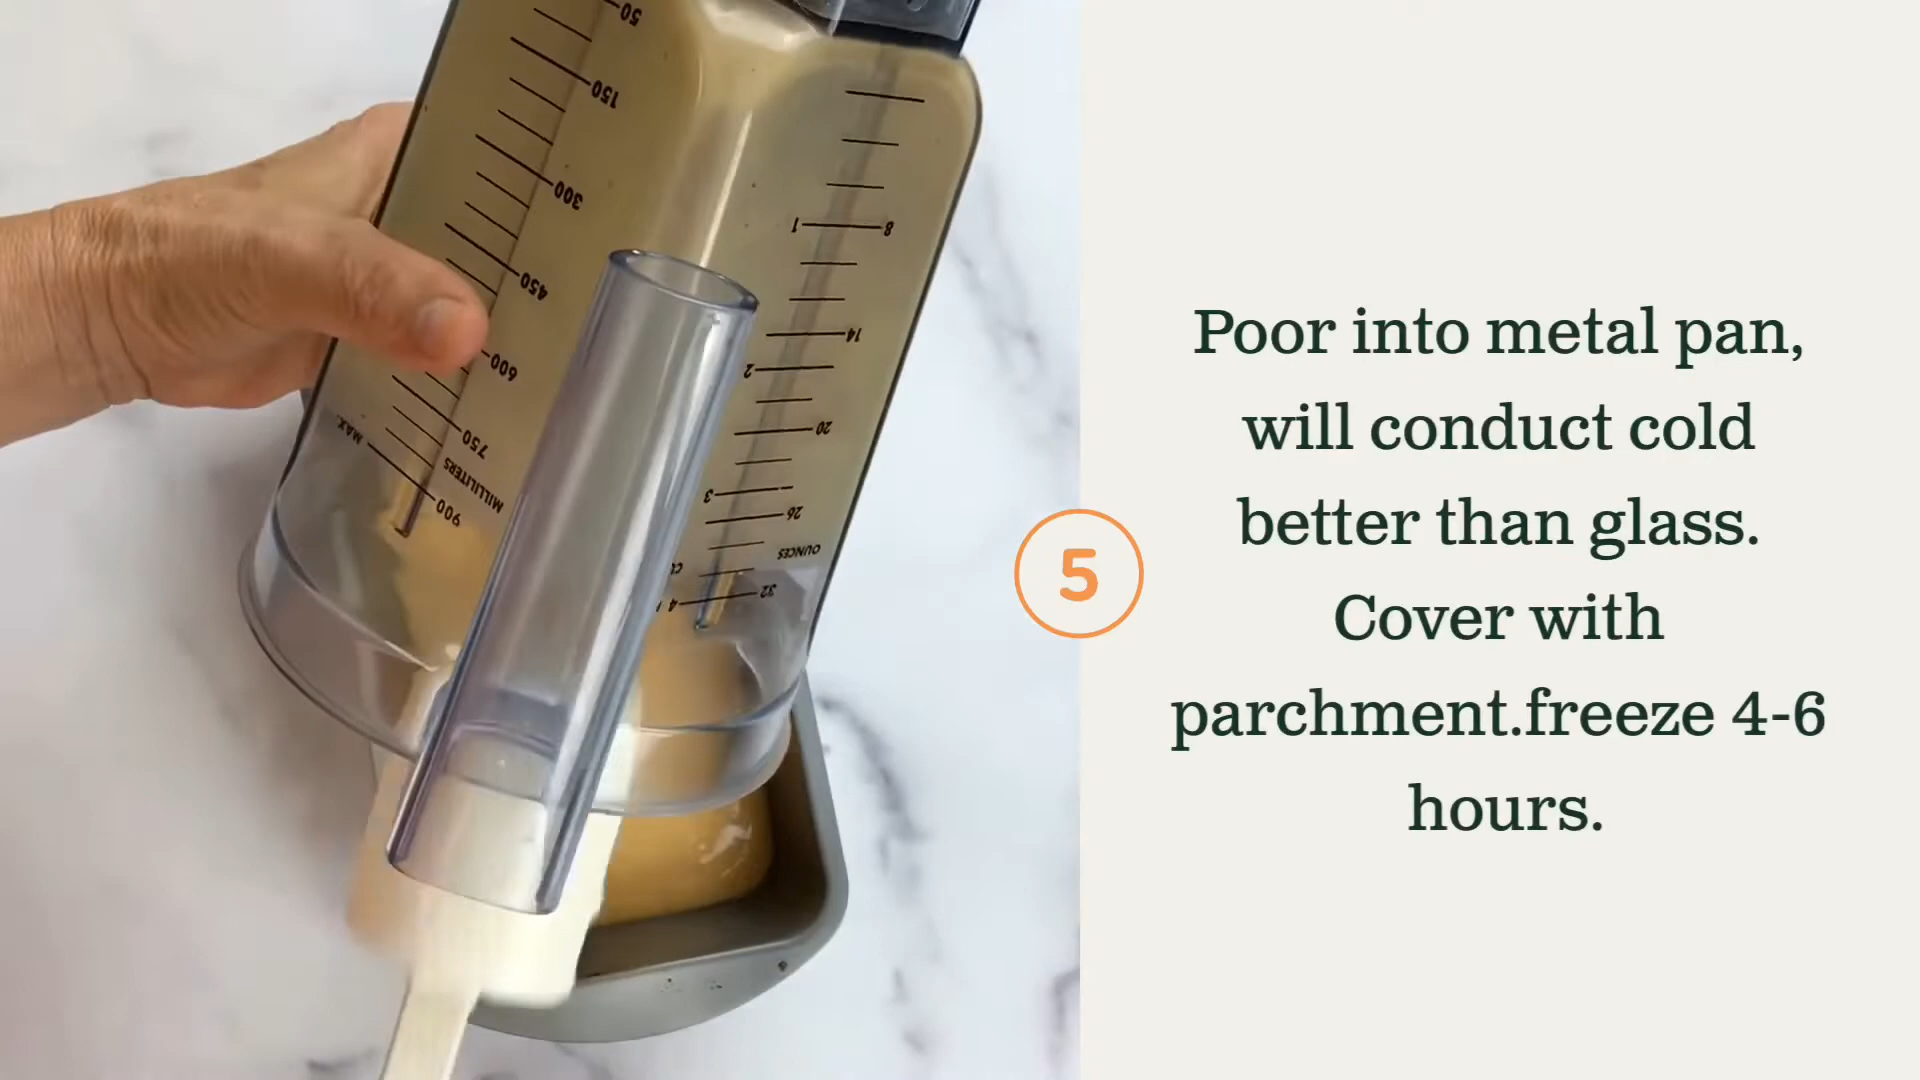 50
150
300
450
600
750
MAX.
900
MILLILITERS
1 8
14
2
20
3
26
OUNCES
4 32
5
Poor into metal pan,
will conduct cold
better than glass.
Cover with
parchment.freeze 4-6
hours.